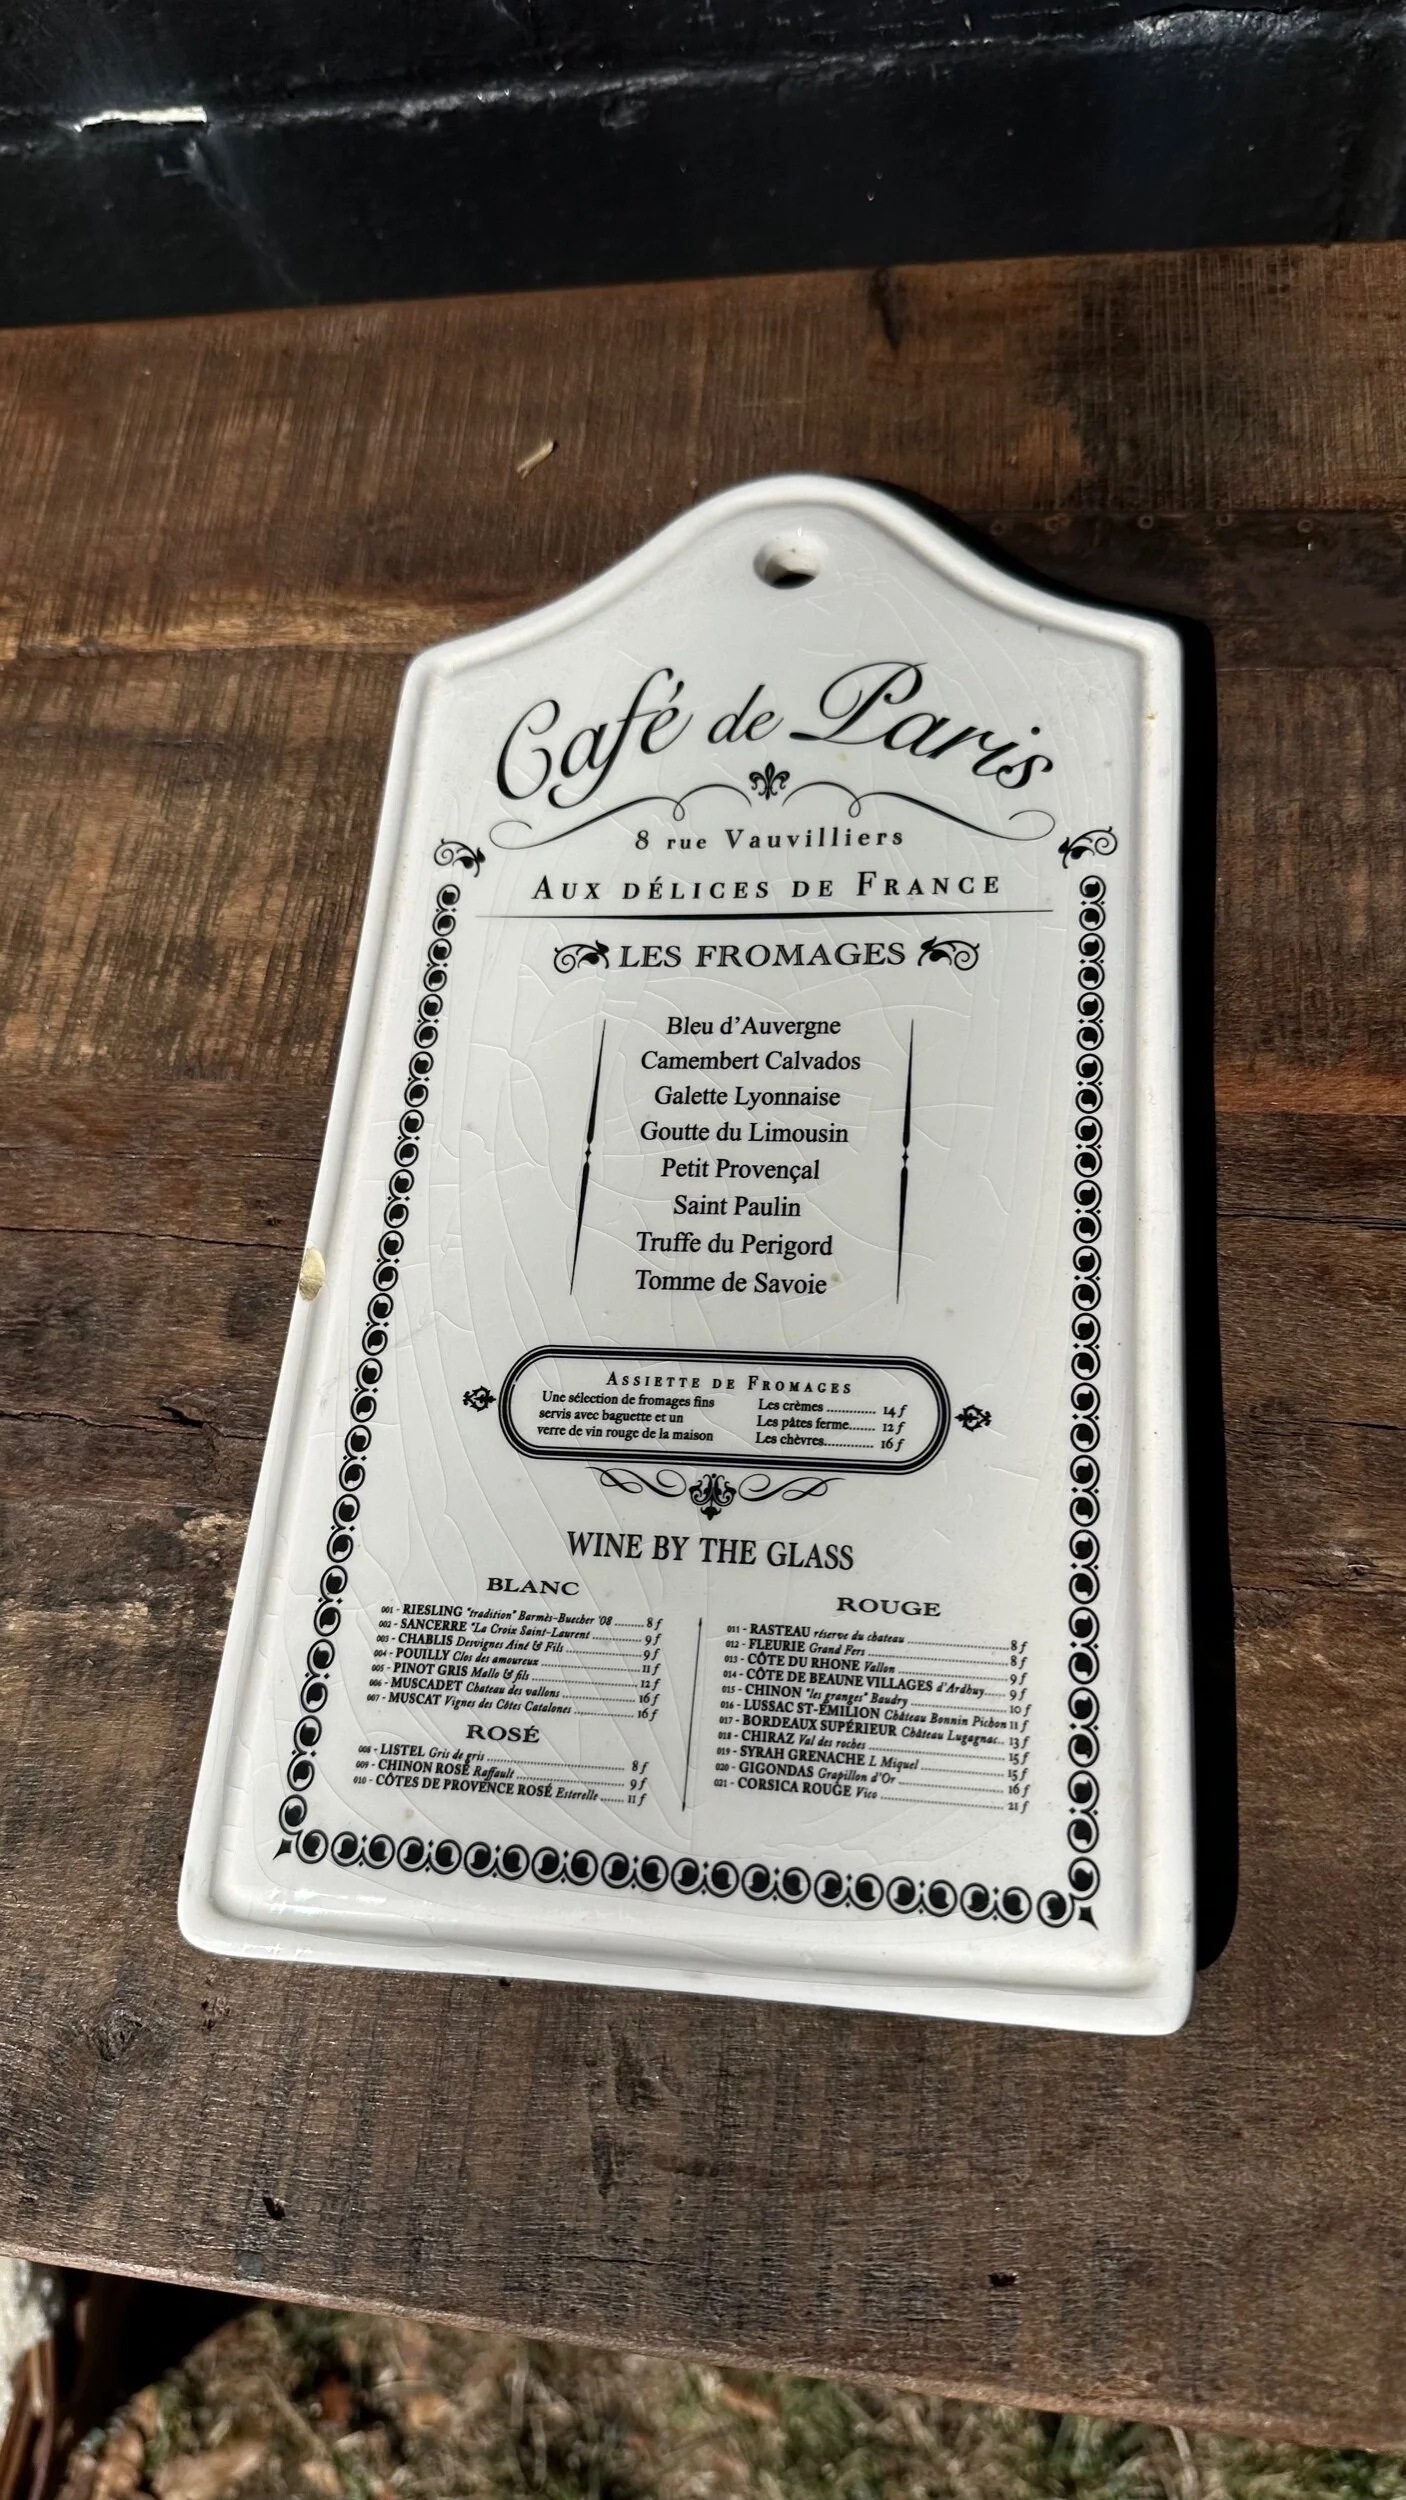 Café de Paris
8 rue Vauvilliers
AUX DÉLICES DE FRANCE
LES FROMAGES
Bleu d’Auvergne
Camembert Calvados
Galette Lyonnaise
Goutte du Limousin
Petit Provençal
Saint Paulin
Truffe du Perigord
Tomme de Savoie
ASSIETTE DE FROMAGES
Une sélection de fromages fins
servis avec baguette et un
verre de vin rouge de la maison
Les crèmes ............ 14 f
Les pâtes ferme....... 12 f
Les chèvres............. 16 f
WINE BY THE GLASS
BLANC
001 - RIESLING "tradition" Barmès-Buecher '08 ........ 8 f
002 - SANCERRE "La Croix Saint-Laurent ............. 9 f
003 - CHABLIS Desvignes Ainé & Fils .................... 9 f
004 - POUILLY Clos des amoureux ......................... 11 f
005 - PINOT GRIS Mallo & fils ............................ 12 f
006 - MUSCADET Chateau des vallons .................... 16 f
007 - MUSCAT Vignes des Côtes Catalones ................ 16 f
ROSÉ
008 - LISTEL Gris de gris ..................................... 8 f
009 - CHINON ROSÉ Raffault ............................ 9 f
010 - CÔTES DE PROVENCE ROSÉ Esterelle ....... 11 f
ROUGE
011 - RASTEAU réserve du chateau ............................ 8 f
012 - FLEURIE Grand Fers ..................................... 8 f
013 - CÔTE DU RHONE Vallon ............................. 9 f
014 - CÔTE DE BEAUNE VILLAGES d'Ardhuy...... 9 f
015 - CHINON "les granges" Baudry ......................... 10 f
016 - LUSSAC ST-ÉMILION Château Bonnin Pichon 11 f
017 - BORDEAUX SUPÉRIEUR Château Lugagnac.. 13 f
018 - CHIRAZ Val des roches .................................. 15 f
019 - SYRAH GRENACHE L Miquel ....................... 15 f
020 - GIGONDAS Grapillon d'Or ............................ 16 f
021 - CORSICA ROUGE Vico ................................ 21 f